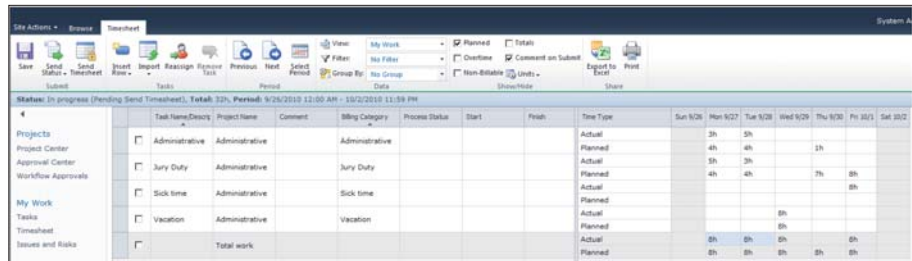 System A
Site Actions Browse Timesheet
Save Send Status Send Timesheet Submit
Insert Row Import Reassign Remove Task Tasks
Previous Next Select Period Period
View: My Work
Filter: No Filter
Group By: No Group
Data
Planned Totals
Overtime Comment on Submit
Non-Billable Units
Show/Hide
Export to Excel Print Share
Status: In progress (Pending Send Timesheet), Total: 32h, Period: 9/26/2010 12:00 AM - 10/2/2010 11:59 PM
Projects
Project Center
Approval Center
Workflow Approvals
My Work
Tasks
Timesheet
Issues and Risks
Task Name/Descrip Project Name Comment Billing Category Process Status Start Finish Time Type Sun 9/26 Mon 9/27 Tue 9/28 Wed 9/29 Thu 9/30 Fri 10/1 Sat 10/2
Administrative Administrative Administrative Actual 3h 5h
Planned 4h 4h 1h
Jury Duty Administrative Jury Duty Actual 5h 3h
Planned 4h 4h 7h 8h
Sick time Administrative Sick time Actual 8h
Planned
Vacation Administrative Vacation Actual 8h
Planned 8h
Total work Actual 8h 8h 8h 8h
Planned 8h 8h 8h 8h 8h